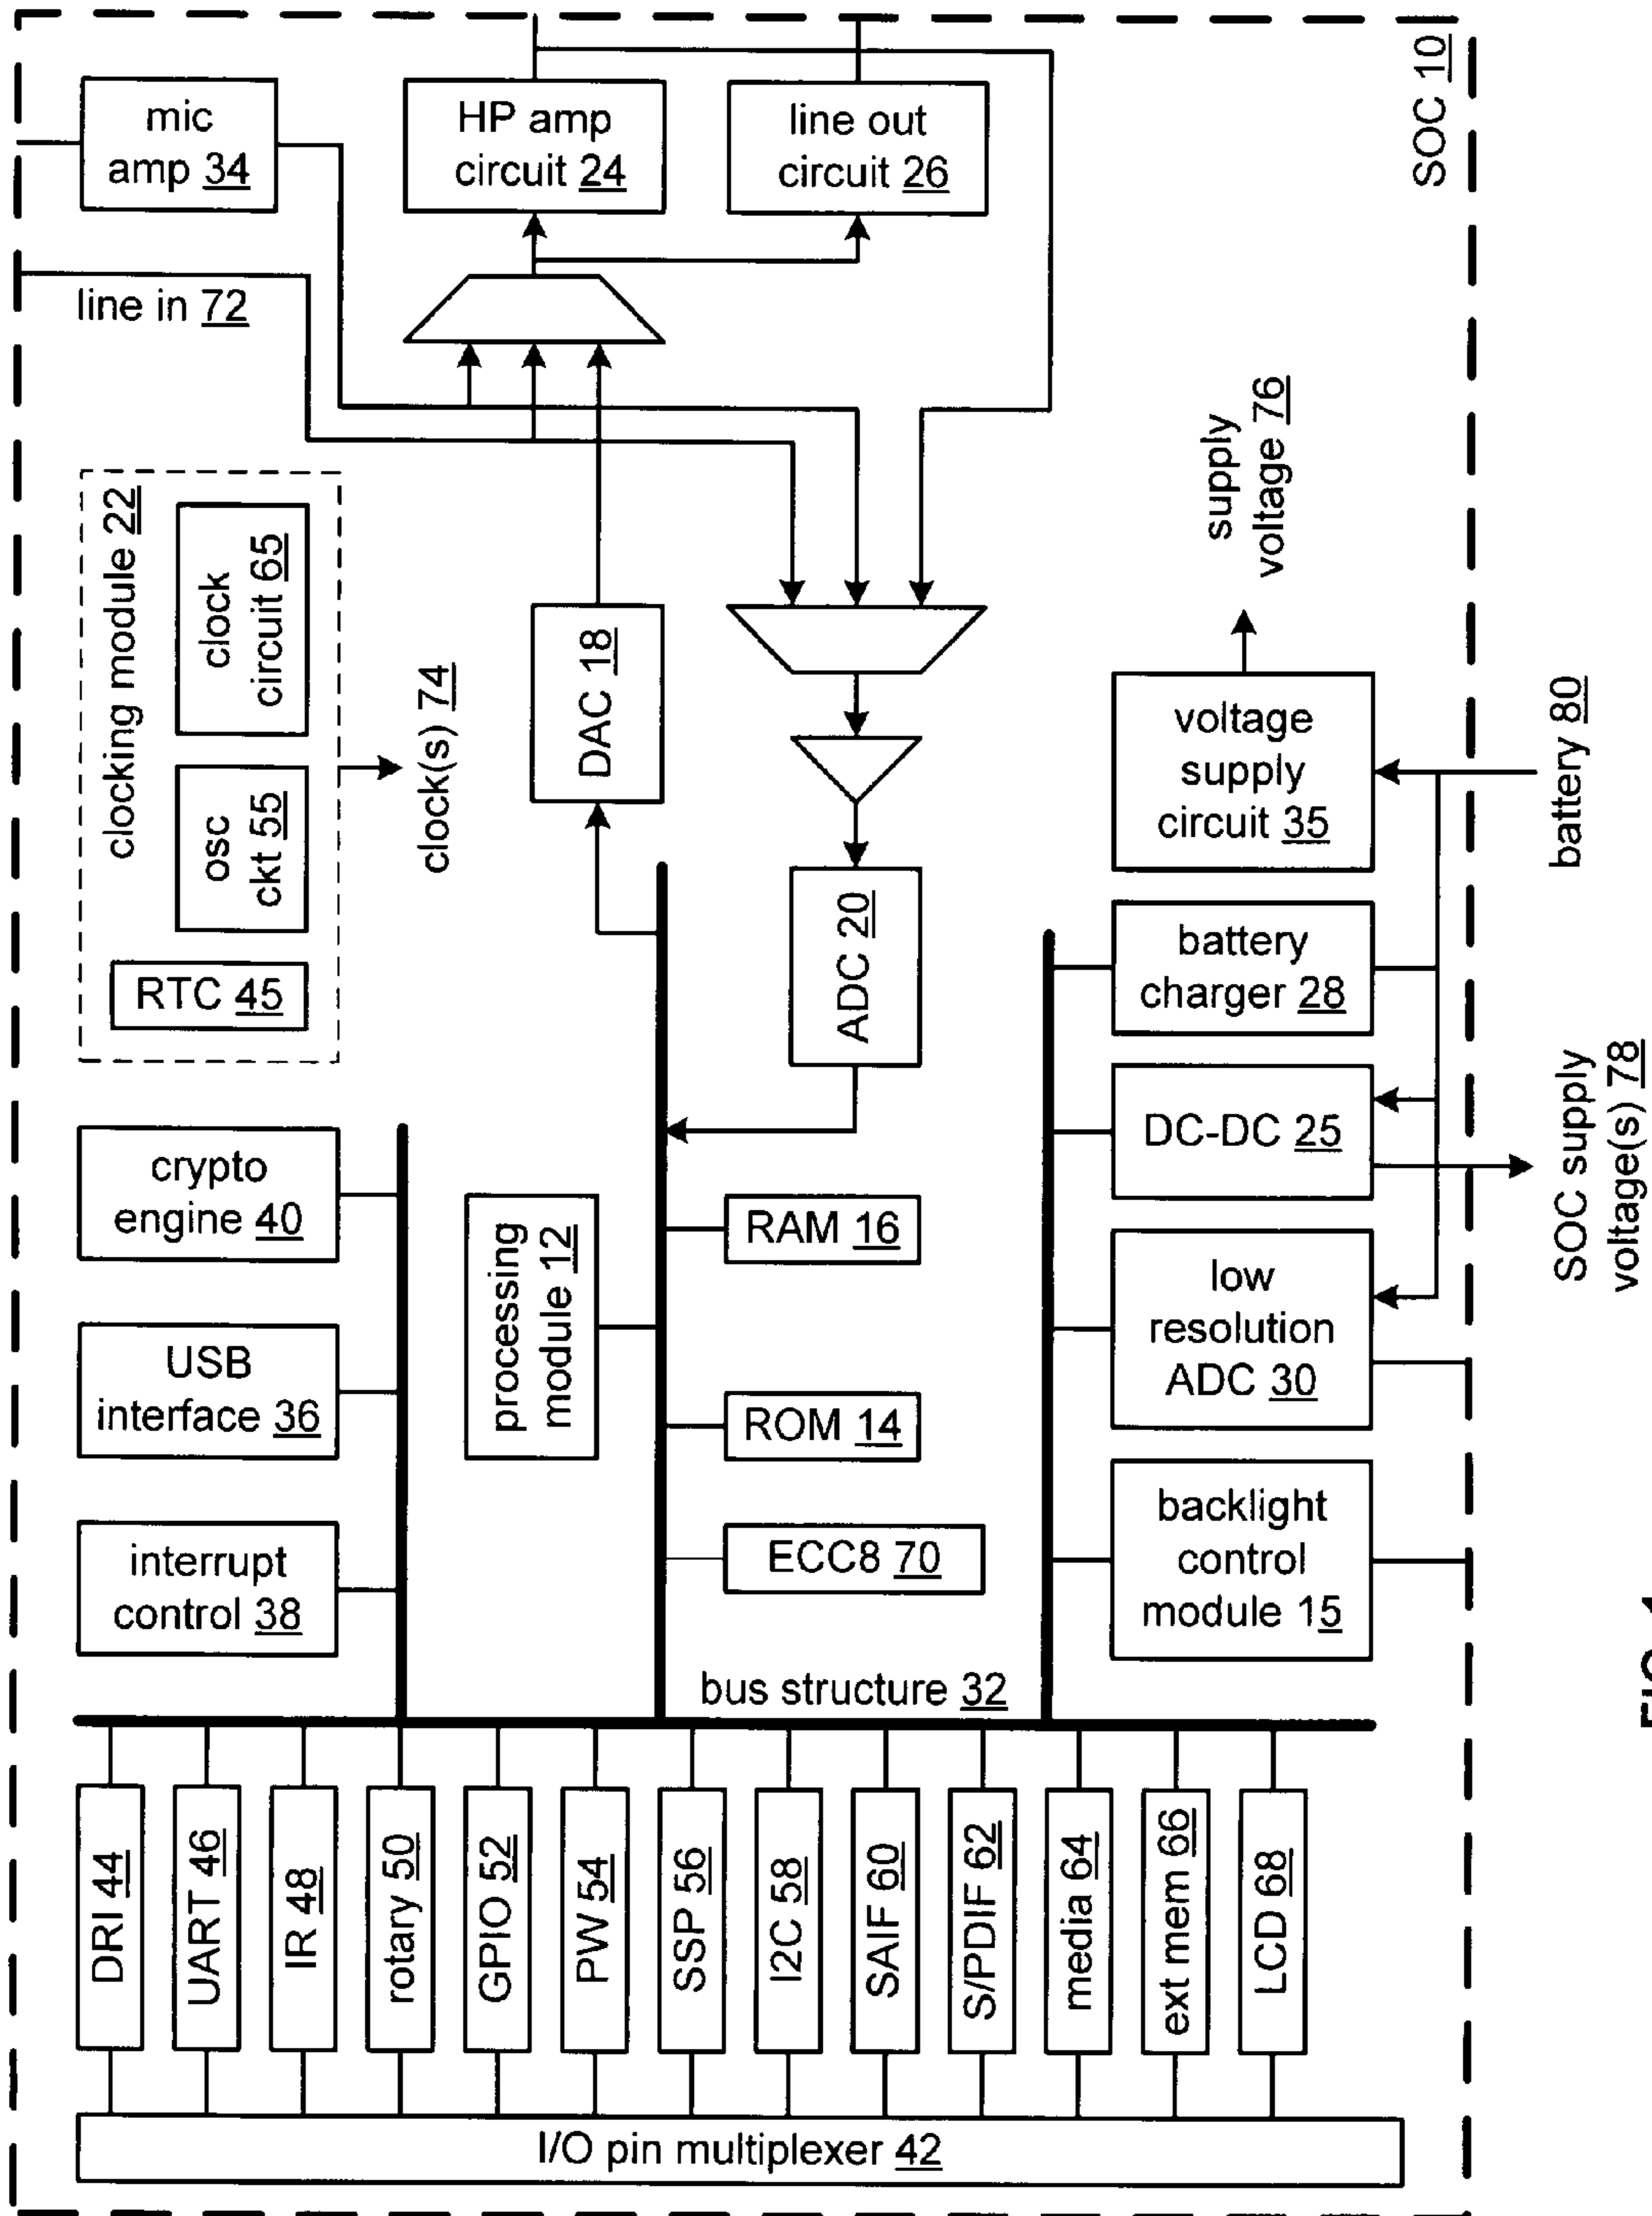 mic
amp 34
HP amp
circuit 24
line out
circuit 26
SOC 10
line in 72
clocking module 22
clock
circuit 65
osc
ckt 55
RTC 45
clock(s) 74
DAC 18
supply
voltage 76
voltage
supply
circuit 35
battery 80
ADC 20
battery
charger 28
DC-DC 25
SOC supply
voltage(s) 78
crypto
engine 40
processing
module 12
RAM 16
low
resolution
ADC 30
USB
interface 36
ROM 14
backlight
control
module 15
interrupt
control 38
ECC8 70
bus structure 32
DRI 44
UART 46
IR 48
rotary 50
GPIO 52
PW 54
SSP 56
I2C 58
SAIF 60
S/PDIF 62
media 64
ext mem 66
LCD 68
I/O pin multiplexer 42